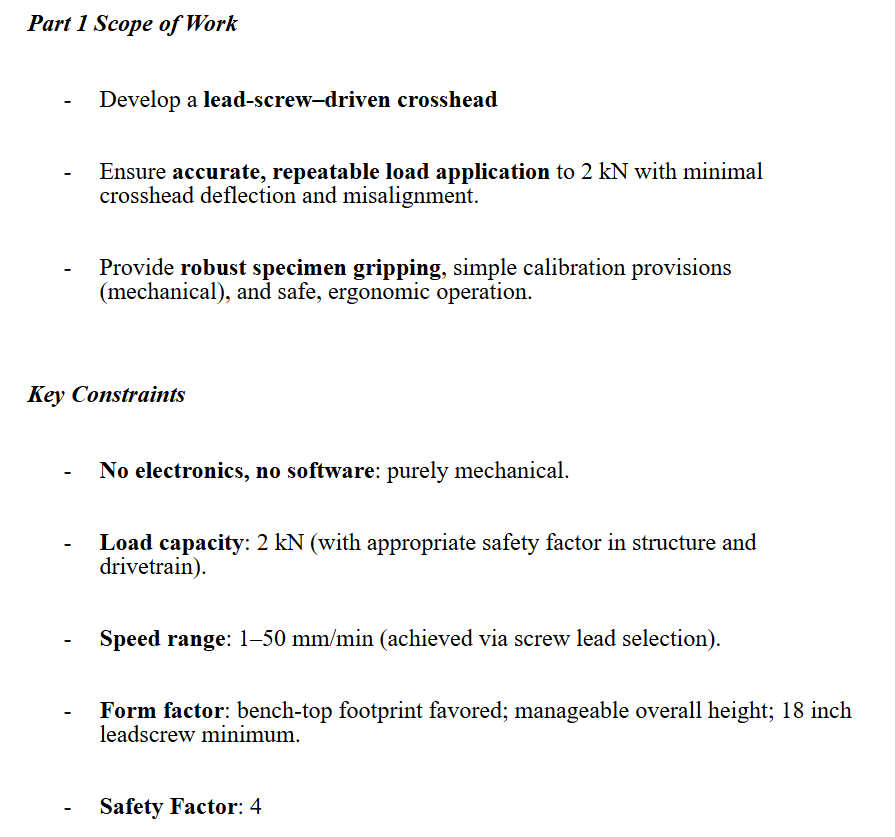 Part 1 Scope of Work
- Develop a lead-screw–driven crosshead
- Ensure accurate, repeatable load application to 2 kN with minimal
crosshead deflection and misalignment.
- Provide robust specimen gripping, simple calibration provisions
(mechanical), and safe, ergonomic operation.
Key Constraints
- No electronics, no software: purely mechanical.
- Load capacity: 2 kN (with appropriate safety factor in structure and
drivetrain).
- Speed range: 1–50 mm/min (achieved via screw lead selection).
- Form factor: bench-top footprint favored; manageable overall height; 18 inch
leadscrew minimum.
- Safety Factor: 4